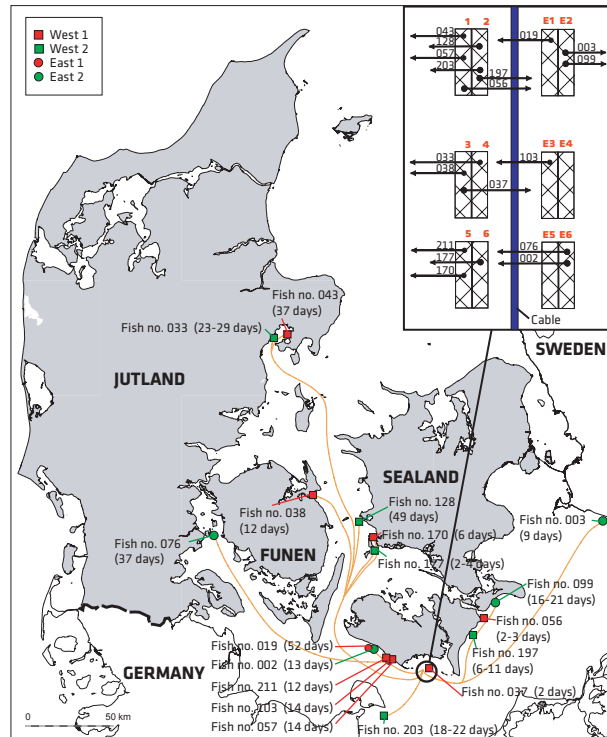 West 1
West 2
East 1
East 2
1 2
E1 E2
043
128
057
203
197
056
019
003
099
3 4
E3 E4
033
038
037
103
5 6
E5 E6
211
177
170
076
002
Cable
SWEDEN
Fish no. 043
(37 days)
Fish no. 033 (23-29 days)
JUTLAND
SEALAND
Fish no. 038
(12 days)
Fish no. 128
(49 days)
Fish no. 003
(9 days)
Fish no. 076
(37 days)
FUNEN
Fish no. 170 (6 days)
Fish no. 177 (2-4 days)
Fish no. 099
(16-21 days)
Fish no. 056
(2-3 days)
Fish no. 197
(6-11 days)
GERMANY
Fish no. 019 (52 days)
Fish no. 002 (13 days)
Fish no. 211 (12 days)
Fish no. 103 (14 days)
Fish no. 057 (14 days)
Fish no. 037 (2 days)
Fish no. 203 (18-22 days)
0 50 km